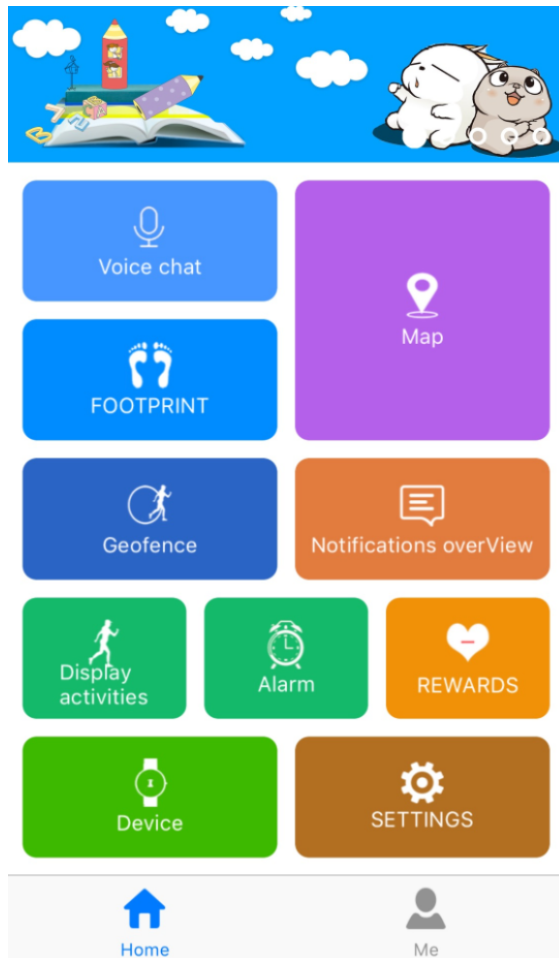 Voice chat
Map
FOOTPRINT
Geofence
Notifications overView
Display
activities
Alarm
REWARDS
Device
SETTINGS
Home
Me